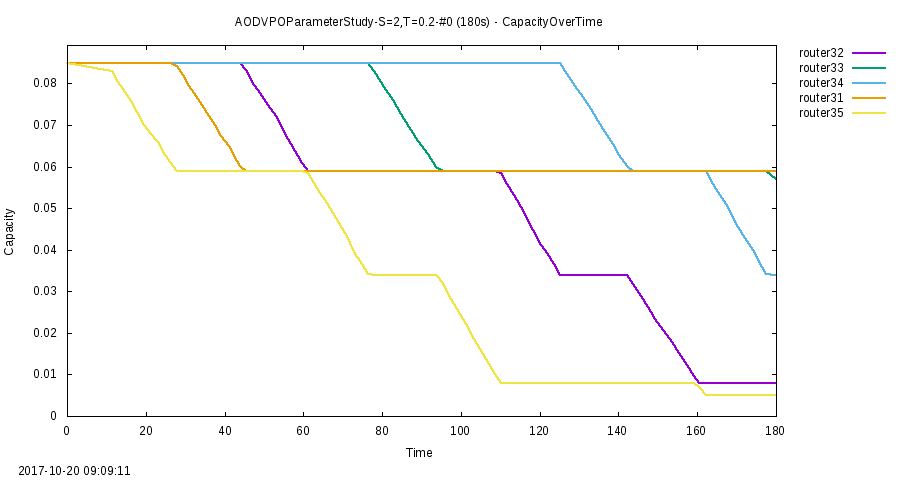 AODVPOParameterStudy-S=2,T=0.2-#0 (180s) - CapacityOverTime
router32
router33
router34
router31
router35
0.08
0.07
0.06
0.05
0.04
0.03
0.02
0.01
0
Capacity
0 20 40 60 80 100 120 140 160 180
Time
2017-10-20 09:09:11